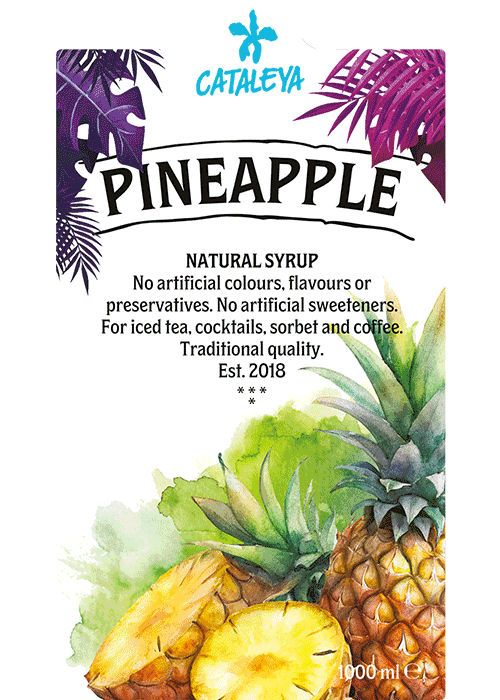 CATALEYA
PINEAPPLE
NATURAL SYRUP
No artificial colours, flavours or
preservatives. No artificial sweeteners.
For iced tea, cocktails, sorbet and coffee.
Traditional quality.
Est. 2018
* * *
*
1000 ml ℮